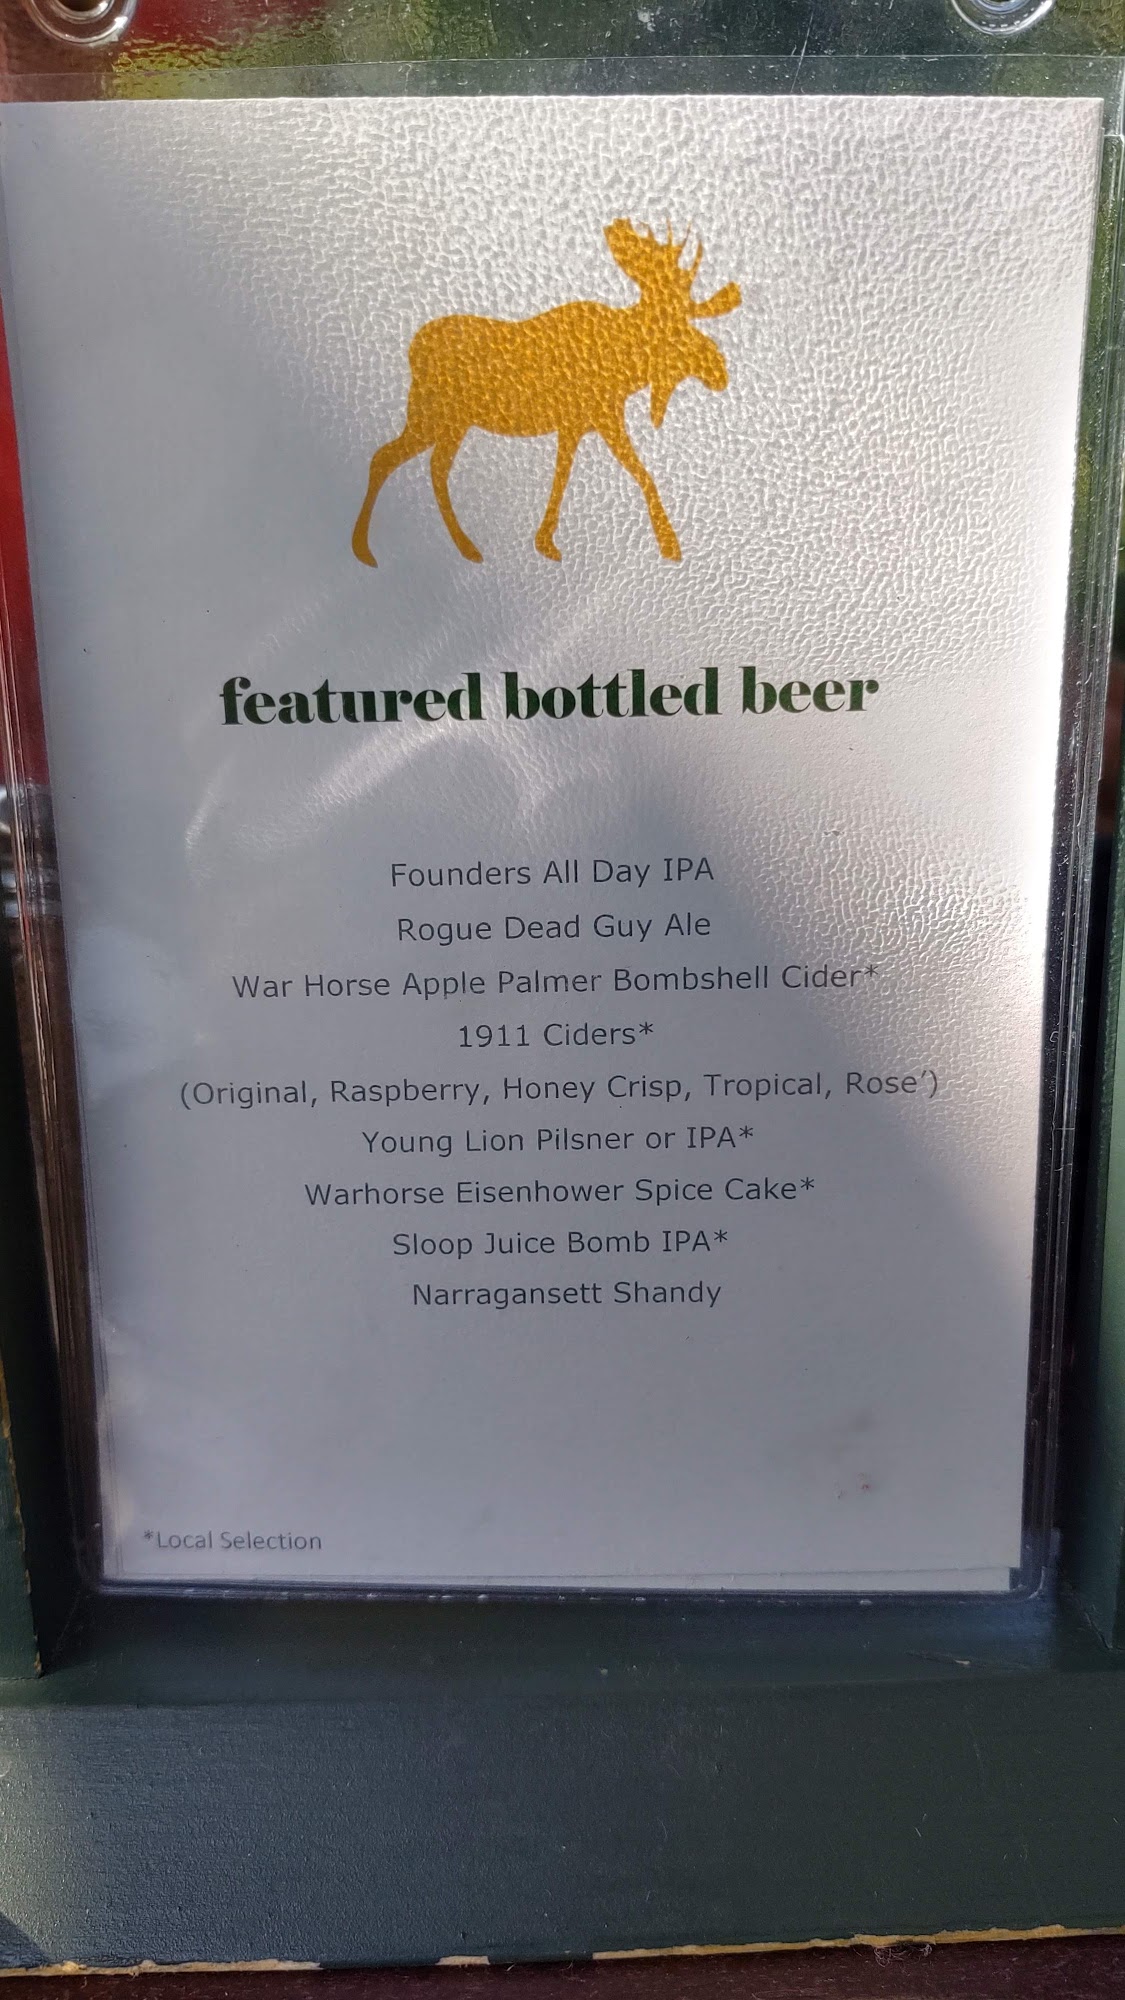 featured bottled beer
Founders All Day IPA
Rogue Dead Guy Ale
War Horse Apple Palmer Bombshell Cider*
1911 Ciders*
(Original, Raspberry, Honey Crisp, Tropical, Rose’)
Young Lion Pilsner or IPA*
Warhorse Eisenhower Spice Cake*
Sloop Juice Bomb IPA*
Narragansett Shandy
*Local Selection